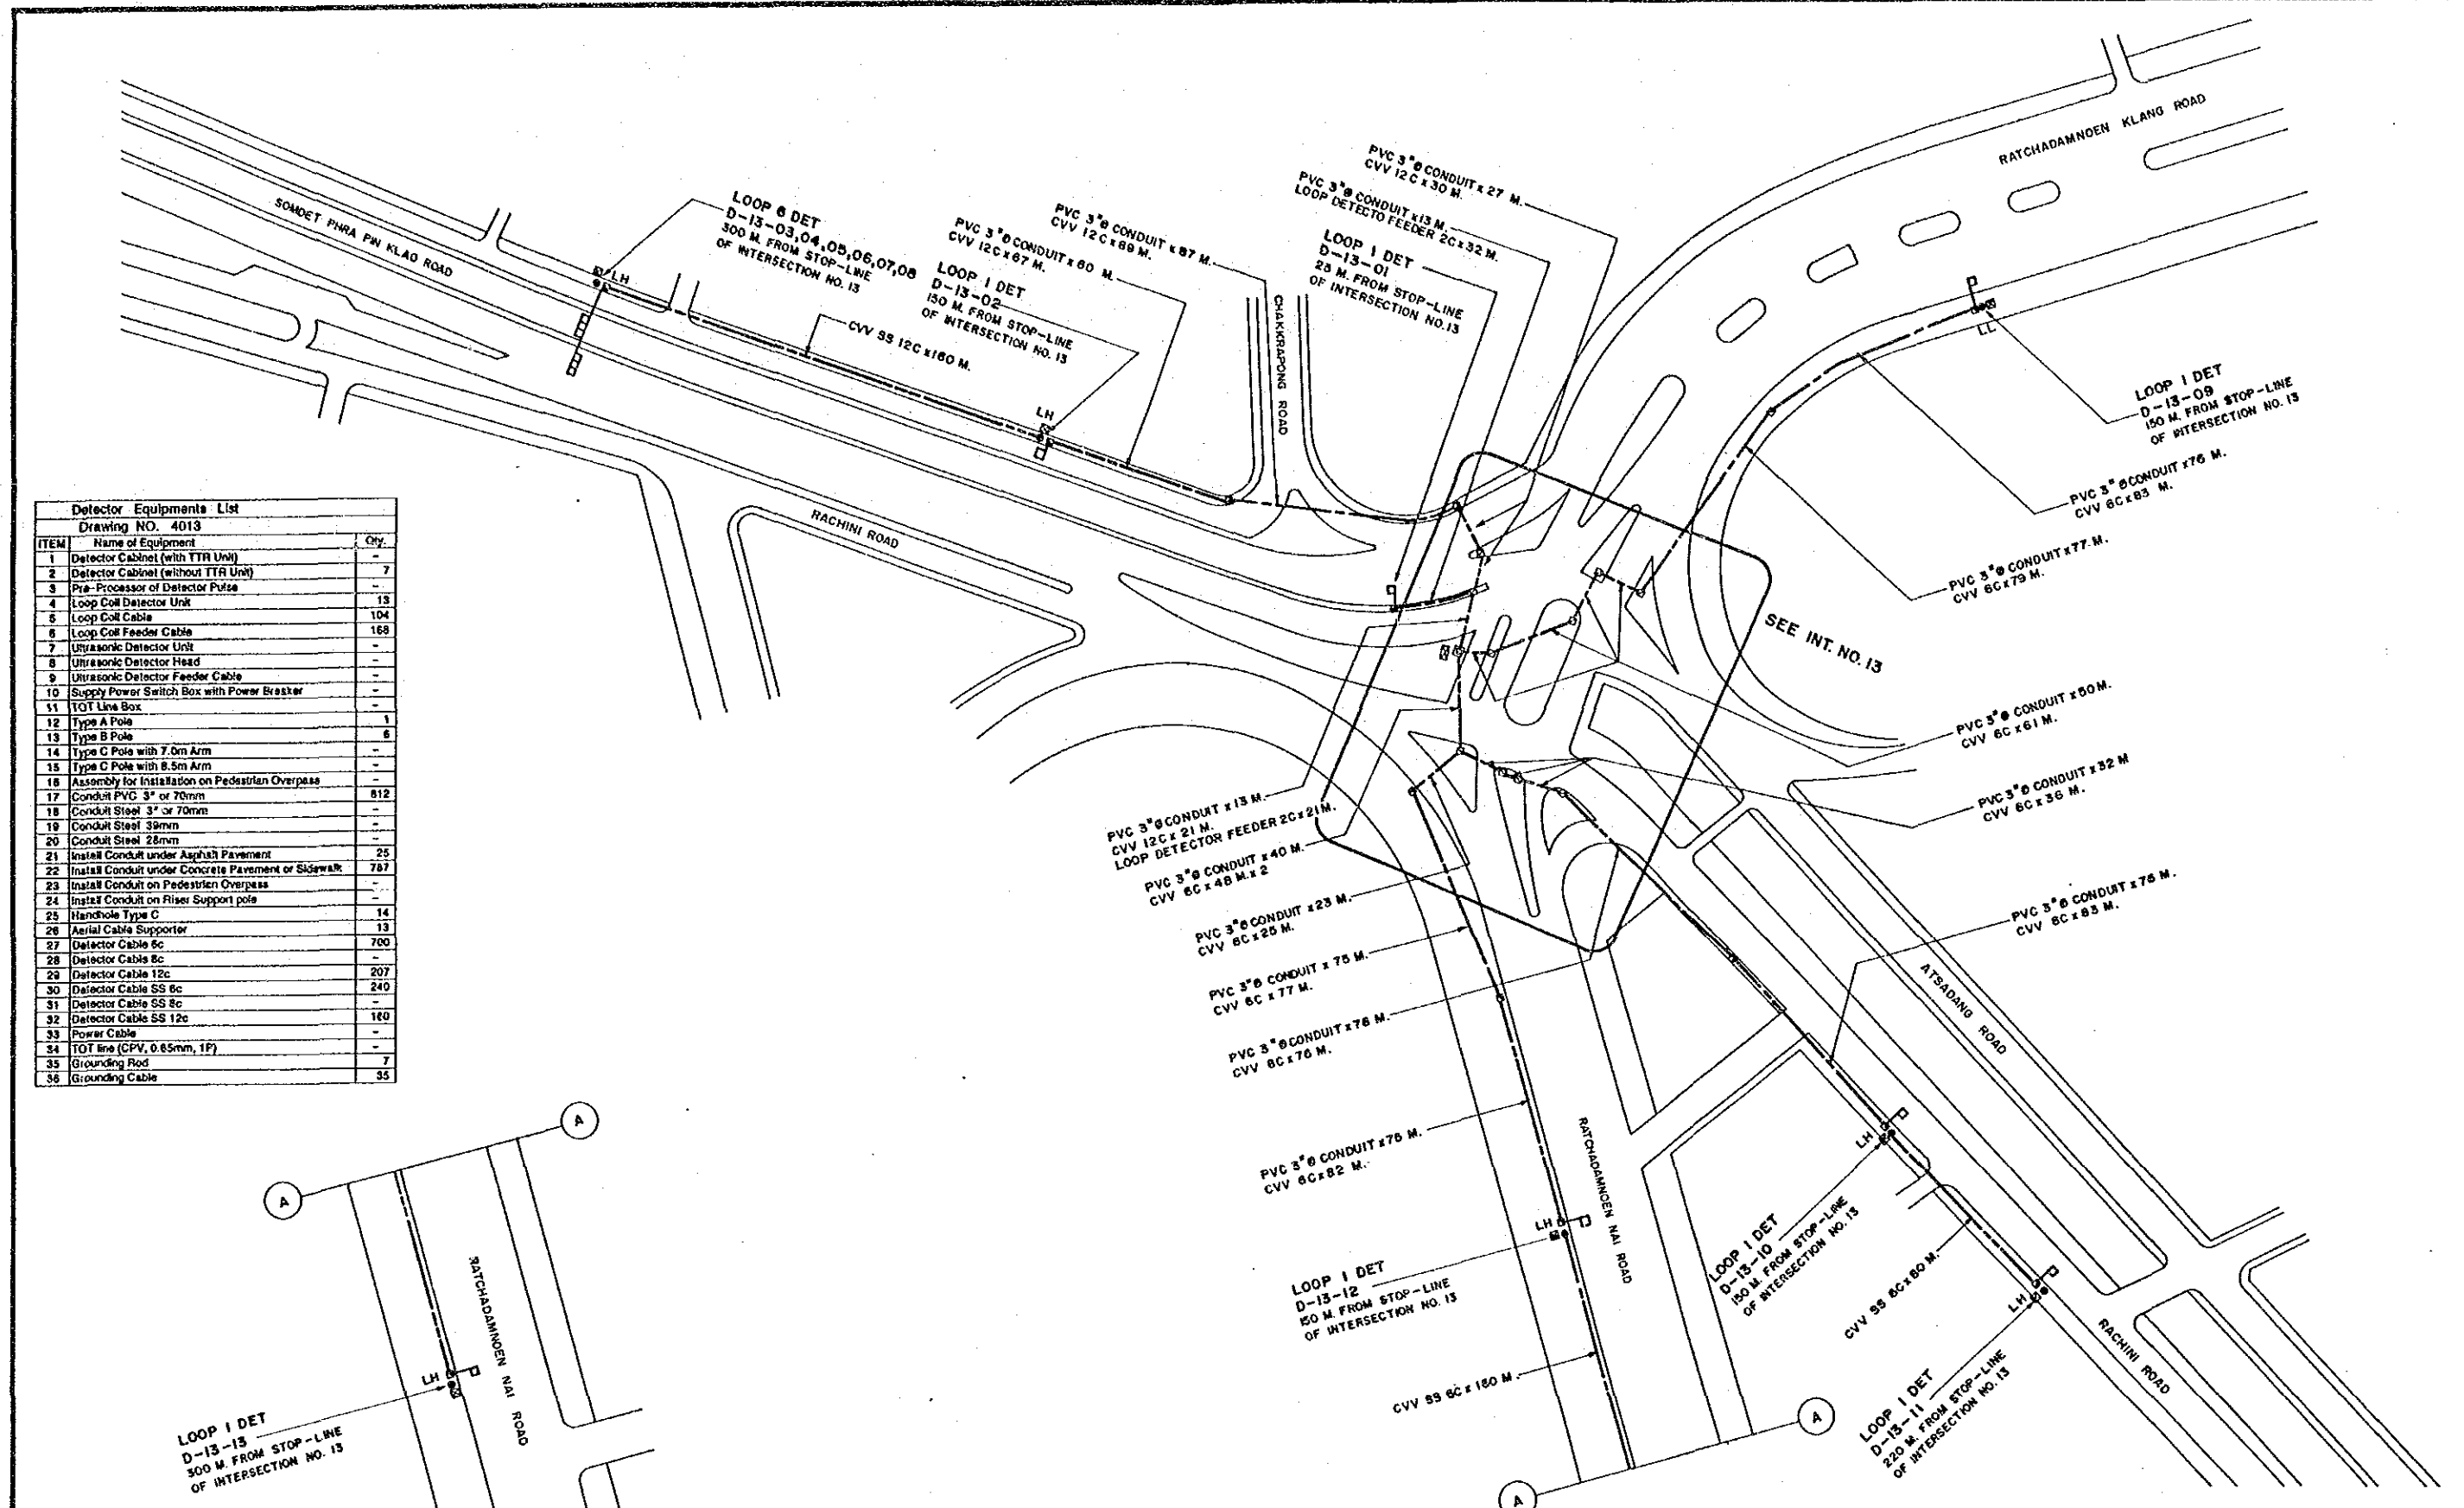 SOMDET PHRA PIN KLAO ROAD
LH
LOOP 6 DET
D-13-03,04,05,06,07,08
300 M. FROM STOP-LINE
OF INTERSECTION NO. 13
CVV SS 12C x 160 M.
PVC 3"Ø CONDUIT x 60 M.
CVV 12C x 67 M.
LOOP 1 DET
D-13-02
150 M. FROM STOP-LINE
OF INTERSECTION NO. 13
LH
PVC 3"Ø CONDUIT x 87 M.
CVV 12C x 89 M.
CHAKKRAPONG ROAD
PVC 3"Ø CONDUIT x 27 M.
CVV 12C x 30 M.
PVC 3"Ø CONDUIT x 13 M.
LOOP DETECTO FEEDER 2C x 32 M.
LOOP 1 DET
D-13-01
25 M. FROM STOP-LINE
OF INTERSECTION NO. 13
RATCHADAMNOEN KLANG ROAD
LL
LOOP 1 DET
D-13-09
150 M. FROM STOP-LINE
OF INTERSECTION NO. 13
PVC 3"Ø CONDUIT x 76 M.
CVV 6C x 83 M.
PVC 3"Ø CONDUIT x 77 M.
CVV 6C x 79 M.
SEE INT. NO. 13
PVC 3"Ø CONDUIT x 50 M.
CVV 6C x 61 M.
PVC 3"Ø CONDUIT x 32 M
CVV 6C x 36 M.
PVC 3"Ø CONDUIT x 76 M.
CVV 6C x 83 M.
RACHINI ROAD
Detector Equipments List
Drawing NO. 4013
ITEM Name of Equipment Qty.
1 Detector Cabinet (with TTR Unit) -
2 Detector Cabinet (without TTR Unit) 7
3 Pre-Processor of Detector Pulse -
4 Loop Coil Detector Unit 13
5 Loop Coil Cable 104
6 Loop Coil Feeder Cable 168
7 Ultrasonic Detector Unit -
8 Ultrasonic Detector Head -
9 Ultrasonic Detector Feeder Cable -
10 Supply Power Switch Box with Power Breaker -
11 TOT Line Box -
12 Type A Pole 1
13 Type B Pole 6
14 Type C Pole with 7.0m Arm -
15 Type C Pole with 8.5m Arm -
16 Assembly for Installation on Pedestrian Overpass -
17 Conduit PVC 3" or 70mm 812
18 Conduit Steel 3" or 70mm -
19 Conduit Steel 39mm -
20 Conduit Steel 28mm -
21 Install Conduit under Asphalt Pavement 25
22 Install Conduit under Concrete Pavement or Sidewalk 787
23 Install Conduit on Pedestrian Overpass -
24 Install Conduit on Riser Support pole -
25 Handhole Type C 14
26 Aerial Cable Supporter 13
27 Detector Cable 6c 700
28 Detector Cable 8c -
29 Detector Cable 12c 207
30 Detector Cable SS 6c 240
31 Detector Cable SS 8c -
32 Detector Cable SS 12c 160
33 Power Cable -
34 TOT line (CPV, 0.65mm, 1P) -
35 Grounding Rod 7
36 Grounding Cable 35
PVC 3"Ø CONDUIT x 13 M.
CVV 12C x 21 M.
LOOP DETECTOR FEEDER 2C x 21 M.
PVC 3"Ø CONDUIT x 40 M.
CVV 6C x 48 M. x 2
PVC 3"Ø CONDUIT x 23 M.
CVV 6C x 25 M.
PVC 3"Ø CONDUIT x 75 M.
CVV 6C x 77 M.
PVC 3"Ø CONDUIT x 76 M.
CVV 6C x 76 M.
PVC 3"Ø CONDUIT x 76 M.
CVV 6C x 82 M.
RATCHADAMNOEN NAI ROAD
LH
LOOP 1 DET
D-13-12
150 M. FROM STOP-LINE
OF INTERSECTION NO. 13
CVV SS 6C x 160 M.
ATSADANG ROAD
LH
LOOP 1 DET
D-13-10
150 M. FROM STOP-LINE
OF INTERSECTION NO. 13
CVV SS 6C x 80 M.
LH
LOOP 1 DET
D-13-11
220 M. FROM STOP-LINE
OF INTERSECTION NO. 13
RACHINI ROAD
A
A
A
A
RATCHADAMNOEN NAI ROAD
LH
LOOP 1 DET
D-13-13
300 M. FROM STOP-LINE
OF INTERSECTION NO. 13